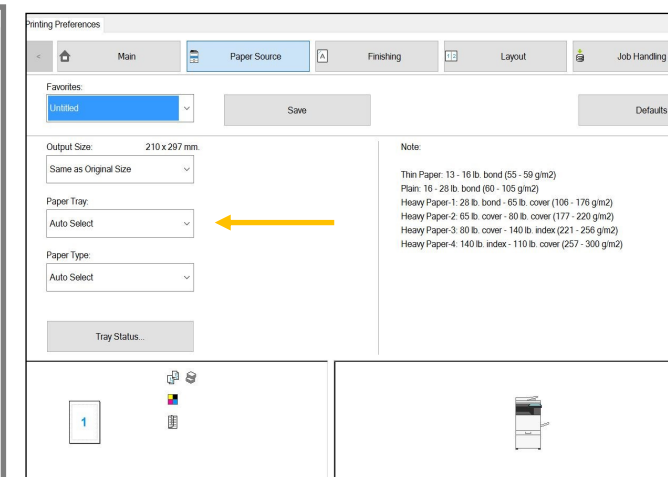 Printing Preferences
< Main Paper Source A Finishing 1 2 Layout Job Handling
Favorites:
Untitled Save Defaults
Output Size: 210 x 297 mm.
Same as Original Size
Paper Tray:
Auto Select
Paper Type:
Auto Select
Tray Status...
Note:
Thin Paper: 13 - 16 lb. bond (55 - 59 g/m2)
Plain: 16 - 28 lb. bond (60 - 105 g/m2)
Heavy Paper-1: 28 lb. bond - 65 lb. cover (106 - 176 g/m2)
Heavy Paper-2: 65 lb. cover - 80 lb. cover (177 - 220 g/m2)
Heavy Paper-3: 80 lb. cover - 140 lb. index (221 - 256 g/m2)
Heavy Paper-4: 140 lb. index - 110 lb. cover (257 - 300 g/m2)
1